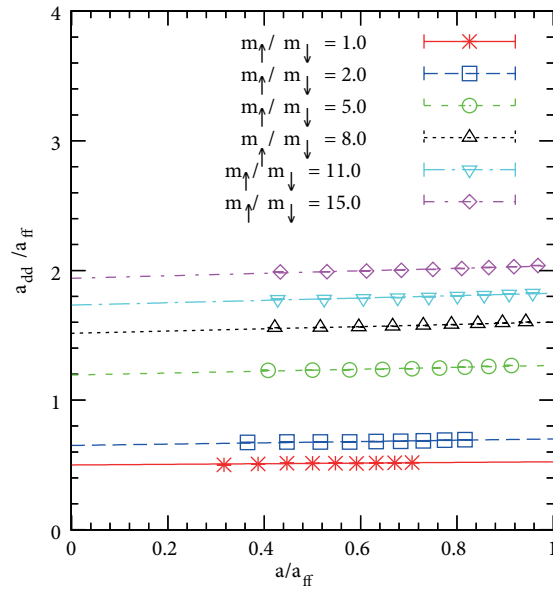 m↑/ m↓ = 1.0
m↑/ m↓ = 2.0
m↑/ m↓ = 5.0
m↑/ m↓ = 8.0
m↑/ m↓ = 11.0
m↑/ m↓ = 15.0
4
3
2
1
0
a_dd /a_ff
0 0.2 0.4 0.6 0.8 1
a/a_ff